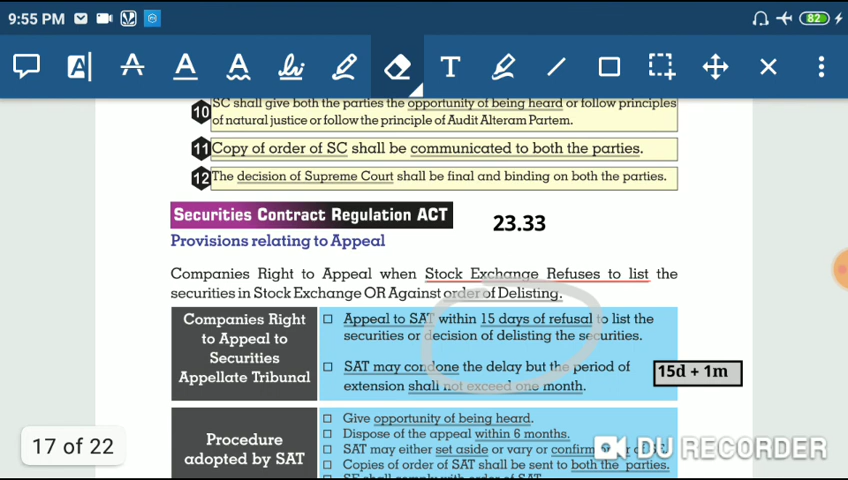 9:55 PM
82
10 SC shall give both the parties the opportunity of being heard or follow principles
of natural justice or follow the principle of Audit Alteram Partem.
11 Copy of order of SC shall be communicated to both the parties.
12 The decision of Supreme Court shall be final and binding on both the parties.
Securities Contract Regulation ACT
23.33
Provisions relating to Appeal
Companies Right to Appeal when Stock Exchange Refuses to list the
securities in Stock Exchange OR Against order of Delisting.
Companies Right
to Appeal to
Securities
Appellate Tribunal
□ Appeal to SAT within 15 days of refusal to list the
securities or decision of delisting the securities.
□ SAT may condone the delay but the period of
extension shall not exceed one month.
15d + 1m
Procedure
adopted by SAT
□ Give opportunity of being heard.
□ Dispose of the appeal within 6 months.
□ SAT may either set aside or vary or confirm
□ Copies of order of SAT shall be sent to both the parties.
□ SE shall comply with order of SAT
17 of 22
DU RECORDER